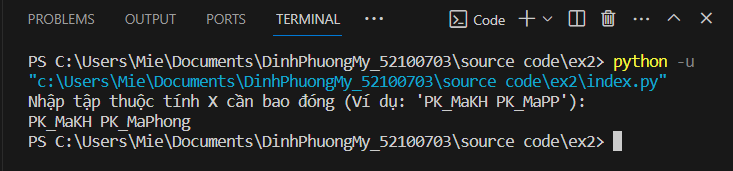 PROBLEMS OUTPUT TERMINAL ... Code
PS C:\Users\Mie\Documents\DinhPhuongMy_52100703\source code\ex2> python -u
"c:\Users\Mie\Documents\DinhPhuongMy_52100703\source code\ex2\index.py"
Nhập tập thuộc tính X cần bao đóng (Ví dụ: 'PK_MaKH PK_MaPP'):
PK_MaKH PK_MaPhong
PS C:\Users\Mie\Documents\DinhPhuongMy_52100703\source code\ex2>